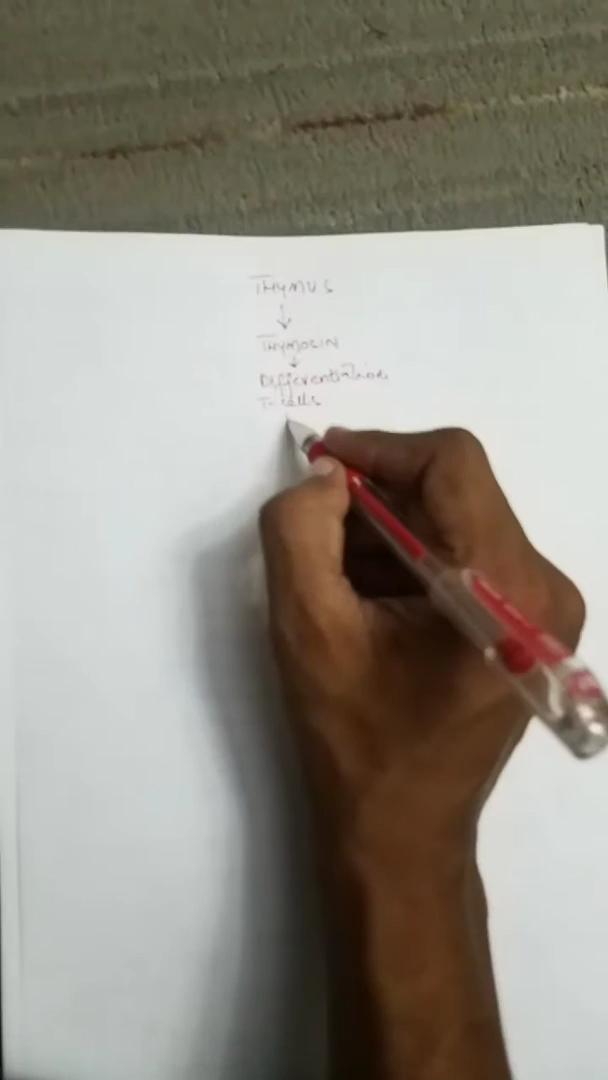 THYMUS
↓
THYMOSIN
↓
Differentiation
T-cells